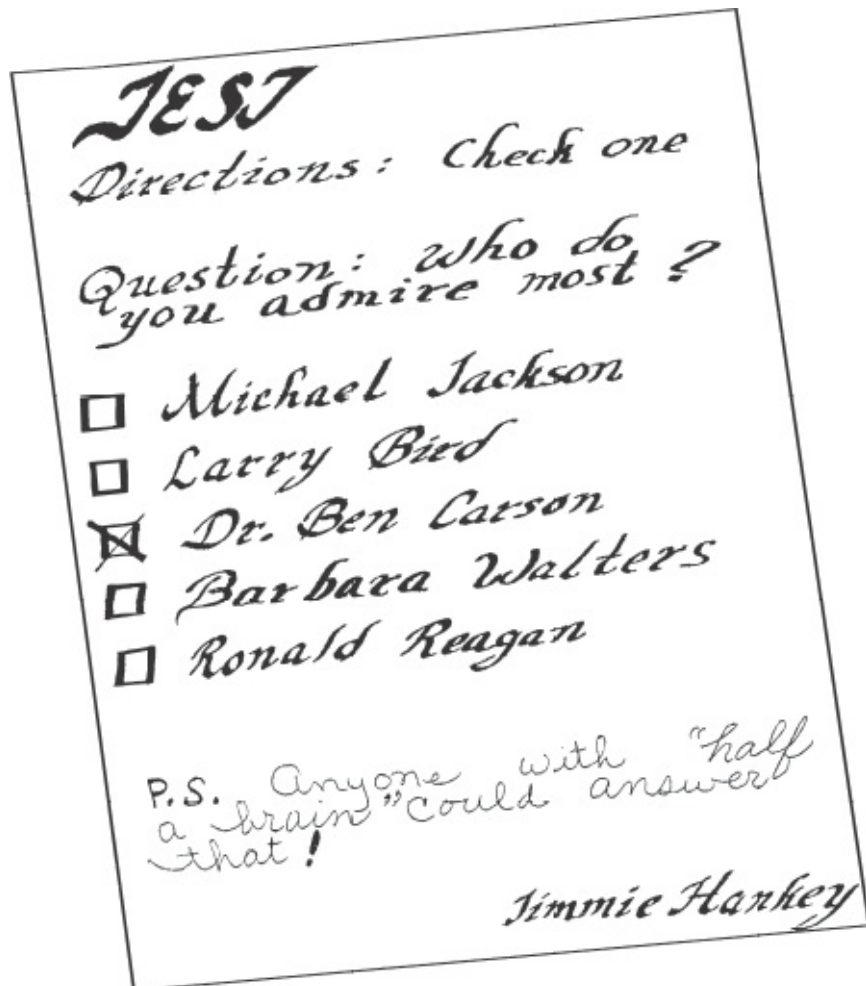 TEST
Directions: Check one
Question: Who do
you admire most?
Michael Jackson
Larry Bird
Dr. Ben Carson
Barbara Walters
Ronald Reagan
P.S. Anyone with "half
a brain" could answer
that!
Jimmie Hankey